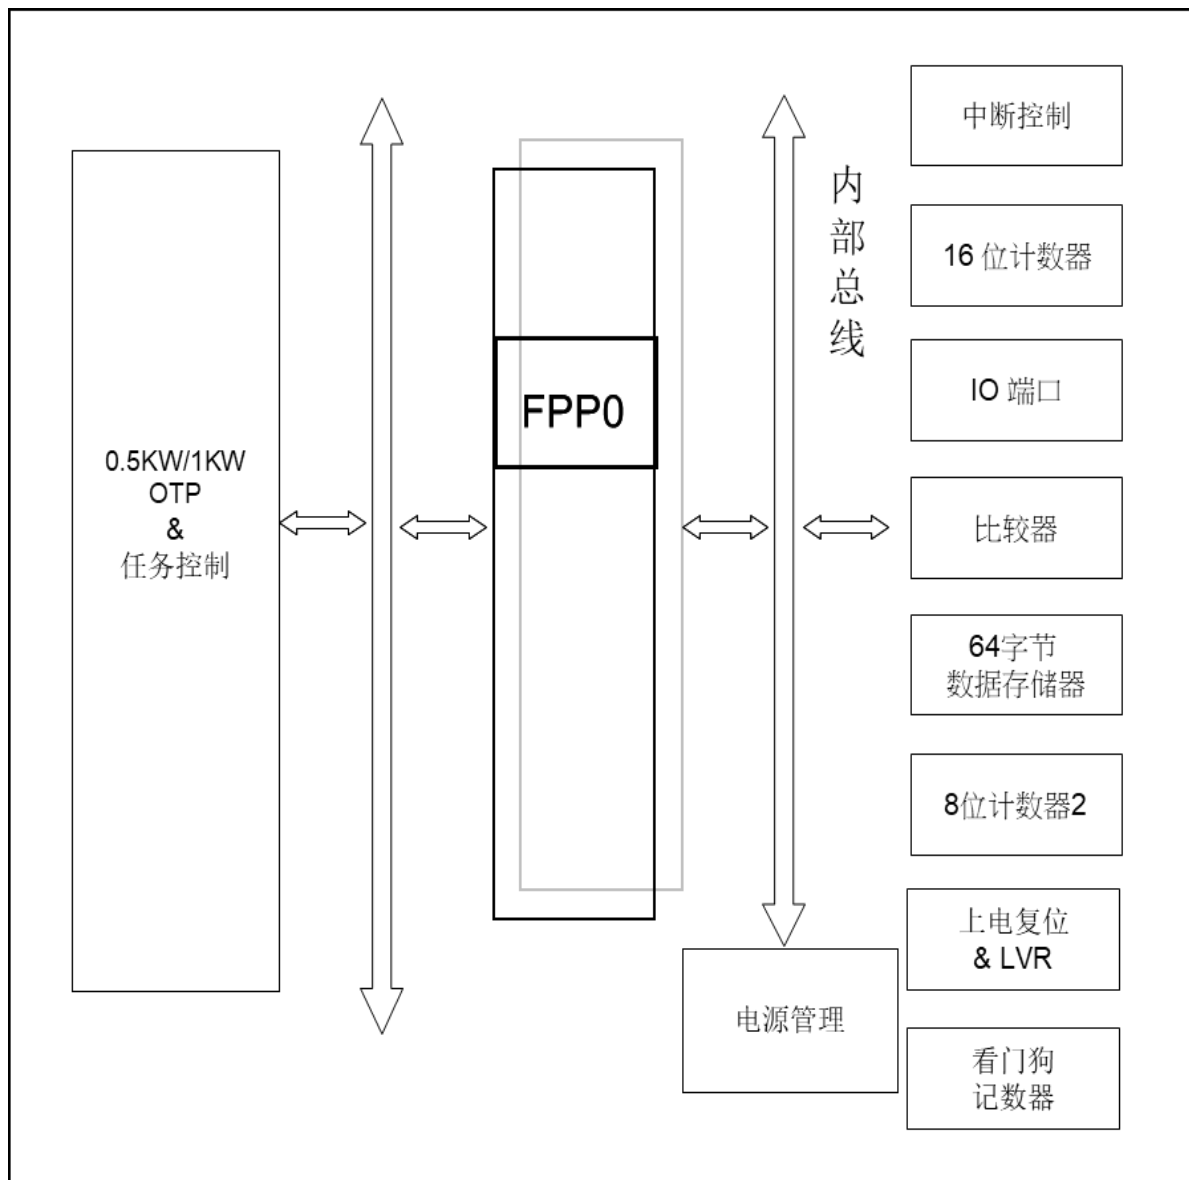 0.5KW/1KW
OTP
&
任务控制
FPP0
内部总线
中断控制
16 位计数器
IO 端口
比较器
64字节
数据存储器
8位计数器2
上电复位
& LVR
电源管理
看门狗
记数器